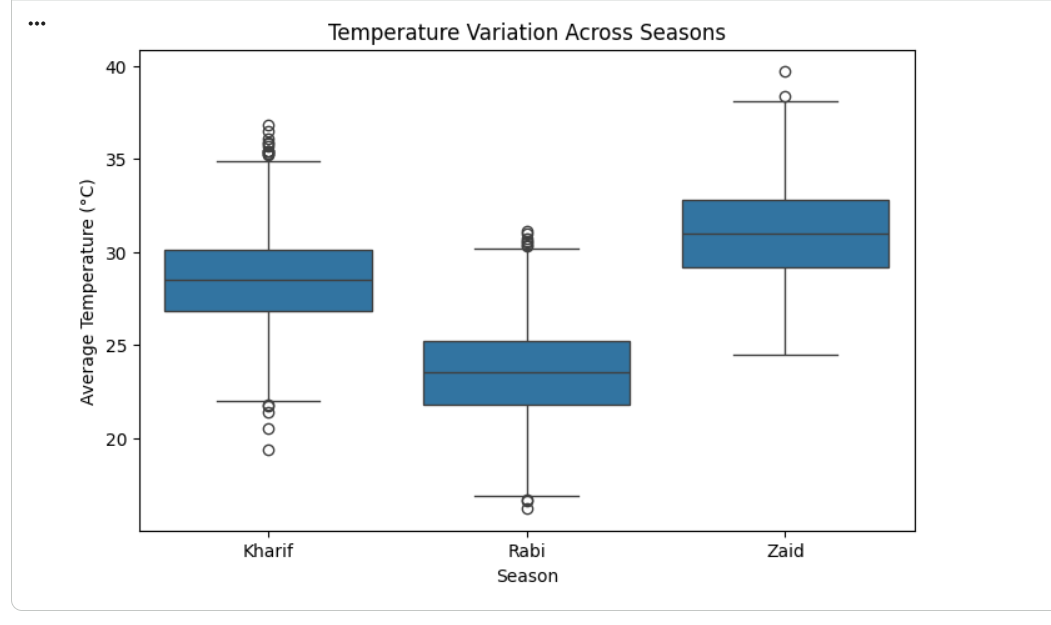 ...
Temperature Variation Across Seasons
40
35
30
25
20
Average Temperature (°C)
Kharif
Rabi
Zaid
Season